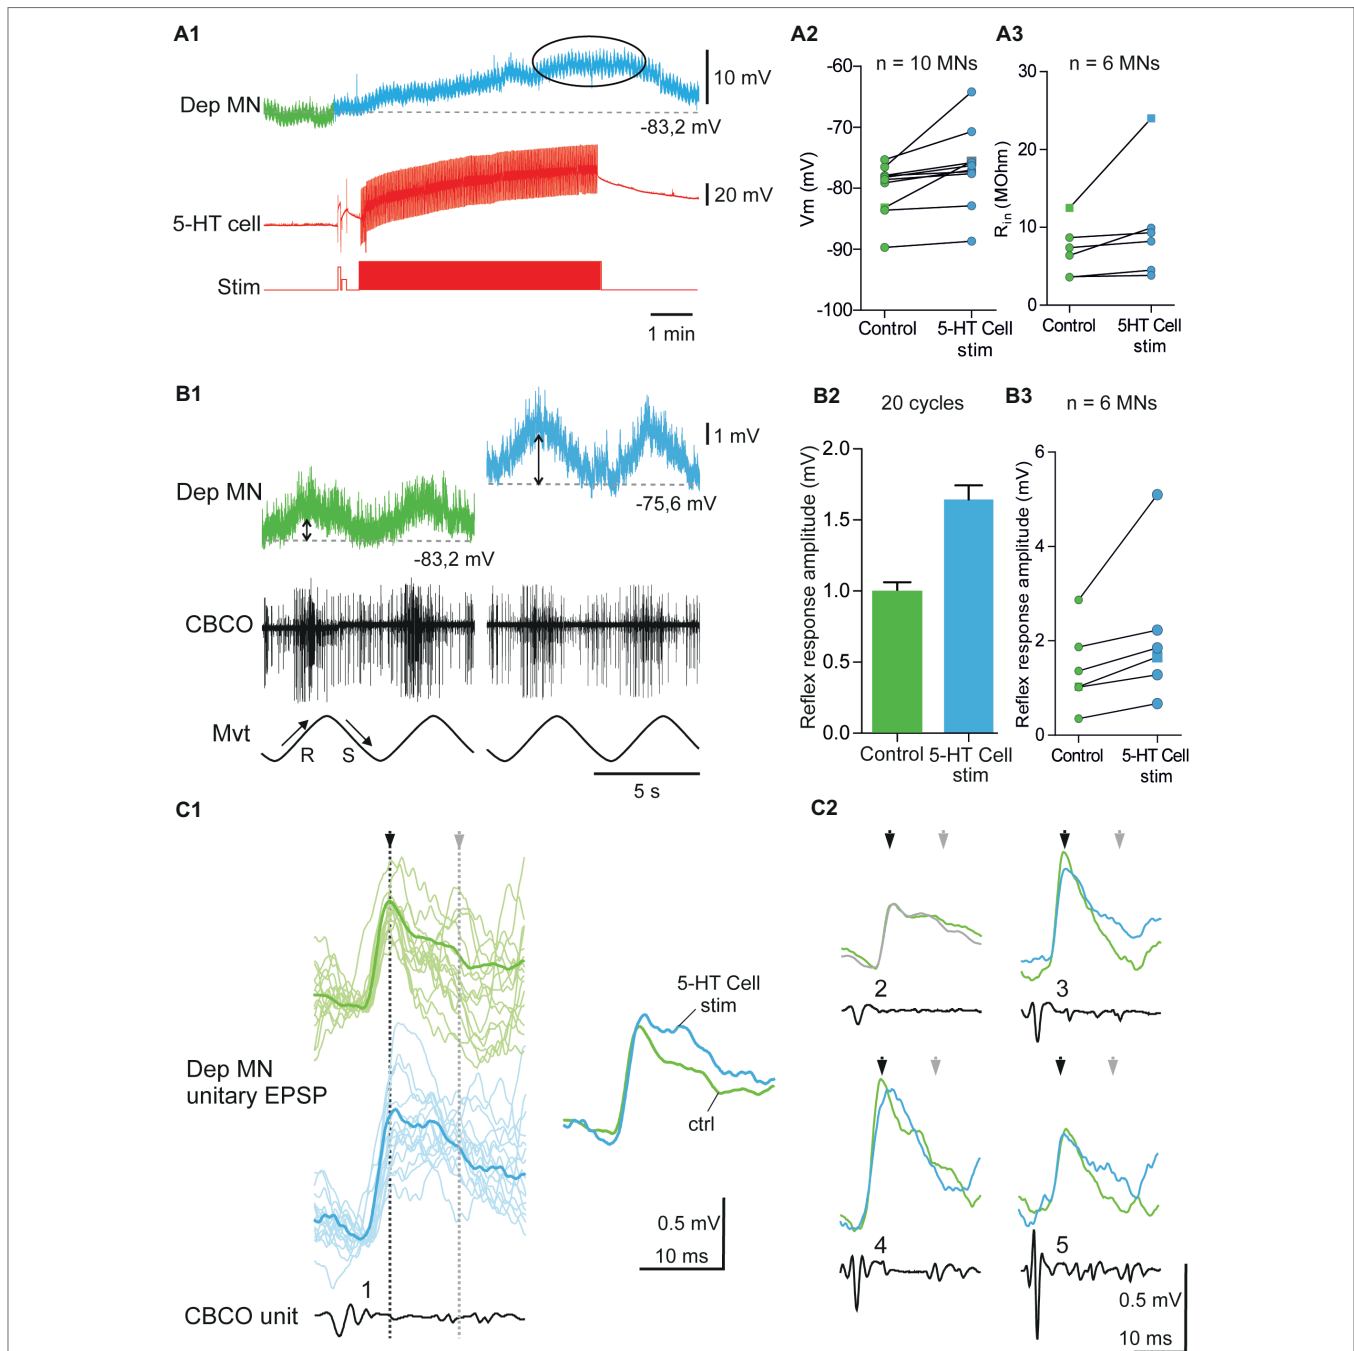 A1
Dep MN
10 mV
-83,2 mV
5-HT cell
20 mV
Stim
1 min
A2
n = 10 MNs
Vm (mV)
-60
-70
-80
-90
-100
Control
5-HT Cell
stim
A3
n = 6 MNs
Rin (MOhm)
30
20
10
0
Control
5HT Cell
stim
B1
Dep MN
1 mV
-83,2 mV
-75,6 mV
CBCO
Mvt
R
S
5 s
B2
20 cycles
Reflex response amplitude (mV)
2.0
1.5
1.0
0.5
0.0
Control
5-HT Cell
stim
B3
n = 6 MNs
Reflex response amplitude (mV)
6
4
2
0
Control
5-HT Cell
stim
C1
Dep MN
unitary EPSP
5-HT Cell
stim
ctrl
0.5 mV
10 ms
1
CBCO unit
C2
2
3
4
5
0.5 mV
10 ms